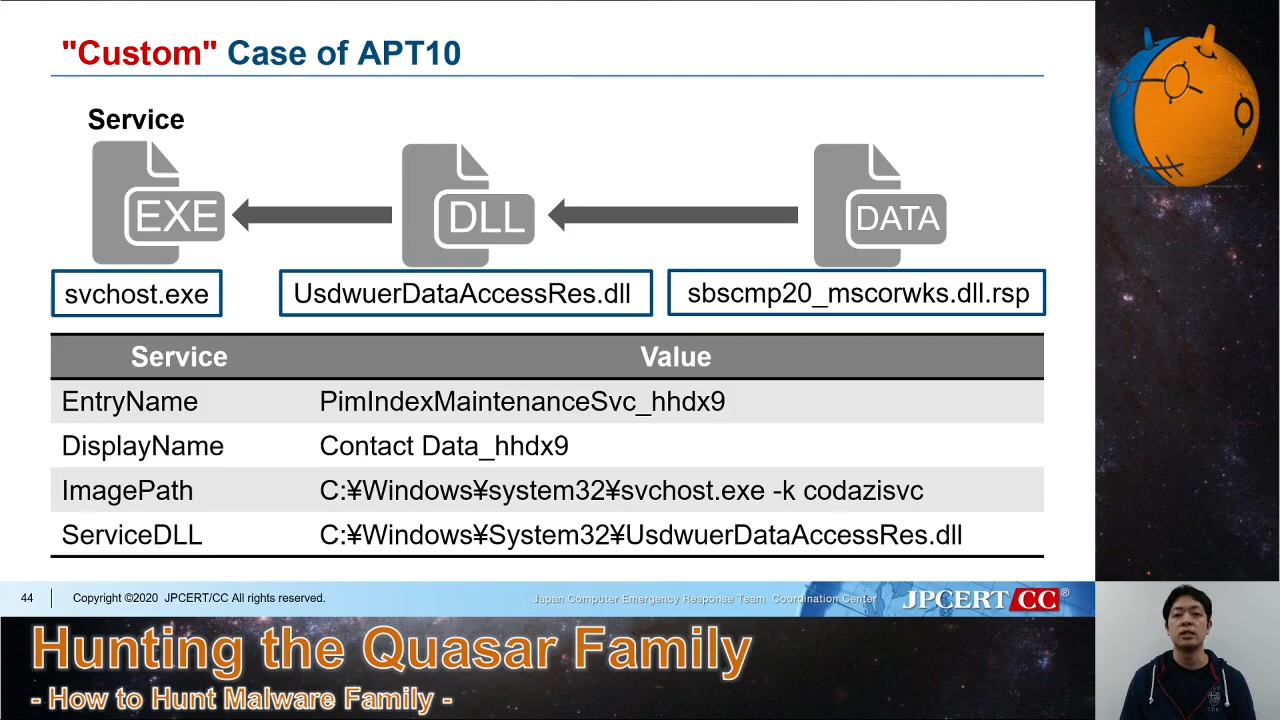 "Custom" Case of APT10
Service
EXE
DLL
DATA
svchost.exe
UsdwuerDataAccessRes.dll
sbscmp20_mscorwks.dll.rsp
Service Value
EntryName PimIndexMaintenanceSvc_hhdx9
DisplayName Contact Data_hhdx9
ImagePath C:¥Windows¥system32¥svchost.exe -k codazisvc
ServiceDLL C:¥Windows¥System32¥UsdwuerDataAccessRes.dll
44 Copyright ©2020 JPCERT/CC All rights reserved.
Japan Computer Emergency Response Team Coordination Center
JPCERT CC®
Hunting the Quasar Family
- How to Hunt Malware Family -